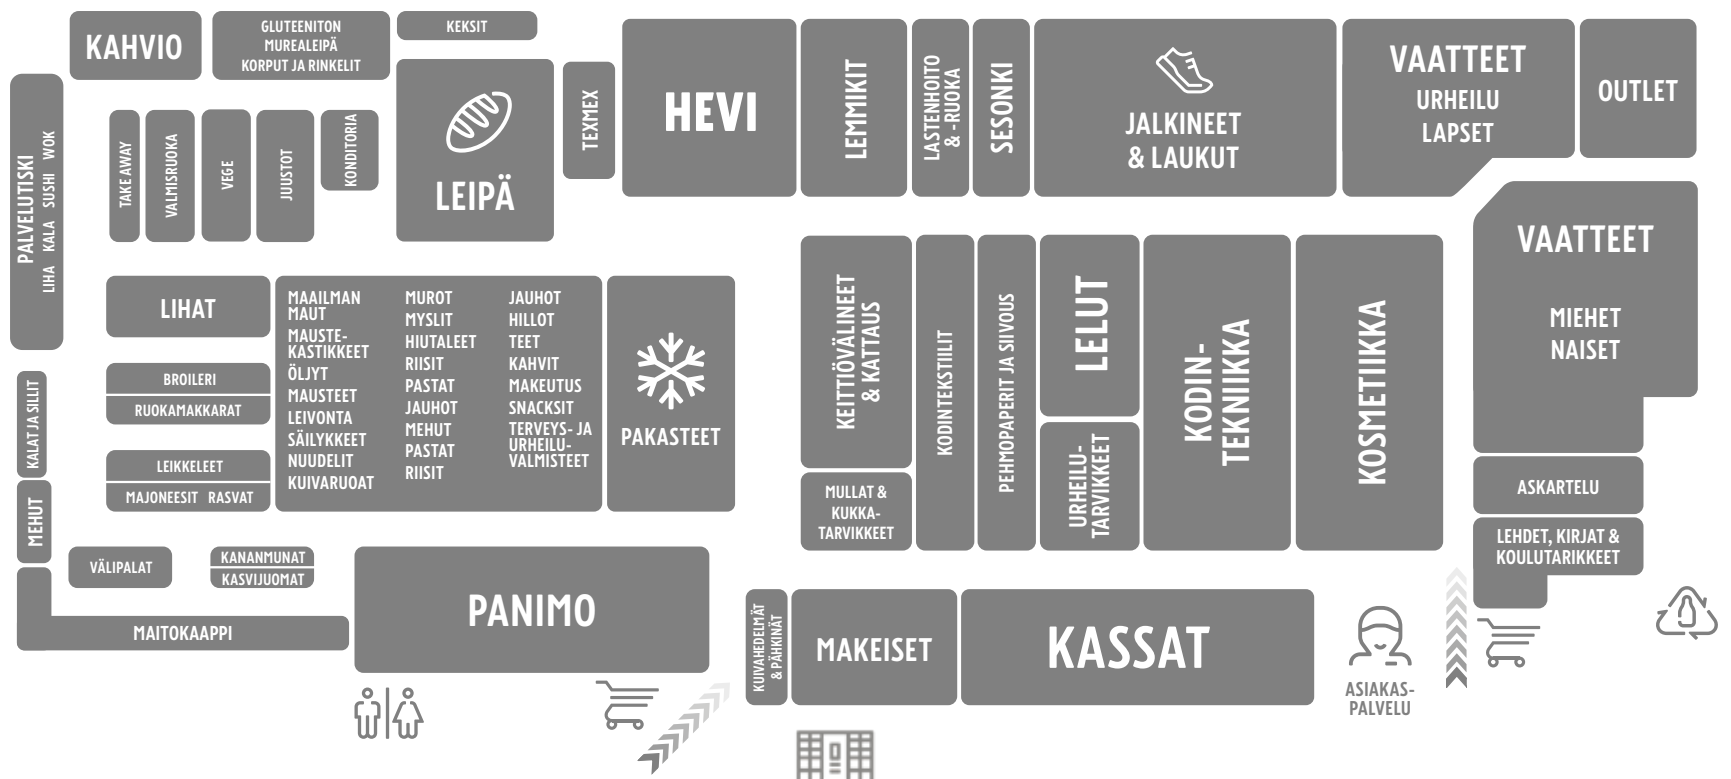 KAHVIO
GLUTEENITON
MUREALEIPÄ
KORPUT JA RINKELIT
KEKSIT
PALVELUTISKI
LIHA KALA SUSHI WOK
TAKE AWAY
VALMISRUOKA
VEGE
JUUSTOT
KONDITORIA
LEIPÄ
TEXMEX
HEVI
LEMMIKIT
LASTENHOITO
& -RUOKA
SESONKI
JALKINEET
& LAUKUT
VAATTEET
URHEILU
LAPSET
OUTLET
VAATTEET
MIEHET
NAISET
LIHAT
BROILERI
RUOKAMAKKARAT
LEIKKELEET
MAJONEESIT RASVAT
MAAILMAN
MAUT
MAUSTE-
KASTIKKEET
ÖLJYT
MAUSTEET
LEIVONTA
SÄILYKKEET
NUUDELIT
KUIVARUOAT
MUROT
MYSLIT
HIUTALEET
RIISIT
PASTAT
JAUHOT
MEHUT
PASTAT
RIISIT
JAUHOT
HILLOT
TEET
KAHVIT
MAKEUTUS
SNACKSIT
TERVEYS- JA
URHEILU-
VALMISTEET
PAKASTEET
KEITTIÖVÄLINEET
& KATTAUS
MULLAT &
KUKKA-
TARVIKKEET
KODINTEKSTIILIT
PEHMOPAPERIT JA SIIVOUS
LELUT
URHEILU-
TARVIKKEET
KODIN-
TEKNIIKKA
KOSMETIIKKA
ASKARTELU
LEHDET, KIRJAT &
KOULUTARIKKEET
KALAT JA SILLIT
MEHUT
VÄLIPALAT
KANANMUNAT
KASVIJUOMAT
MAITOKAAPPI
PANIMO
KUIVAHEDELMÄT
& PÄHKINÄT
MAKEISET
KASSAT
ASIAKAS-
PALVELU